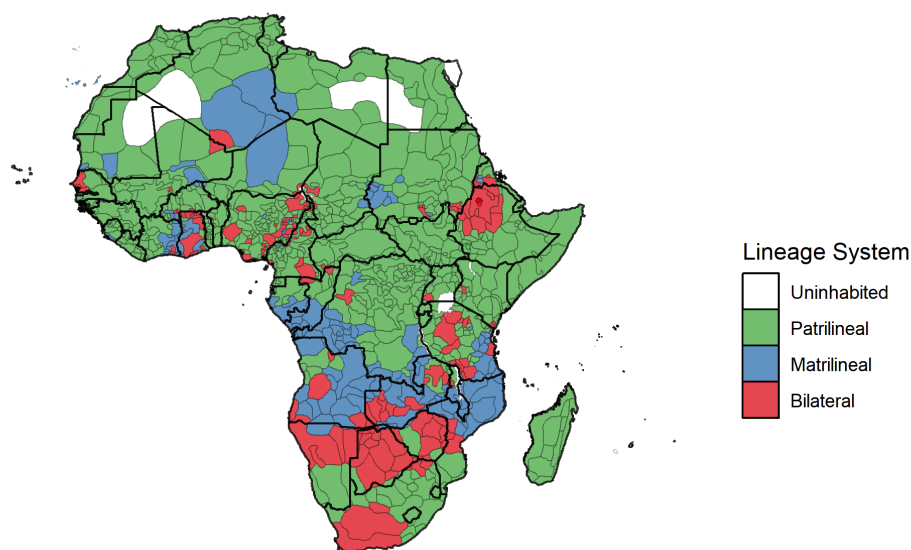 Lineage System
Uninhabited
Patrilineal
Matrilineal
Bilateral